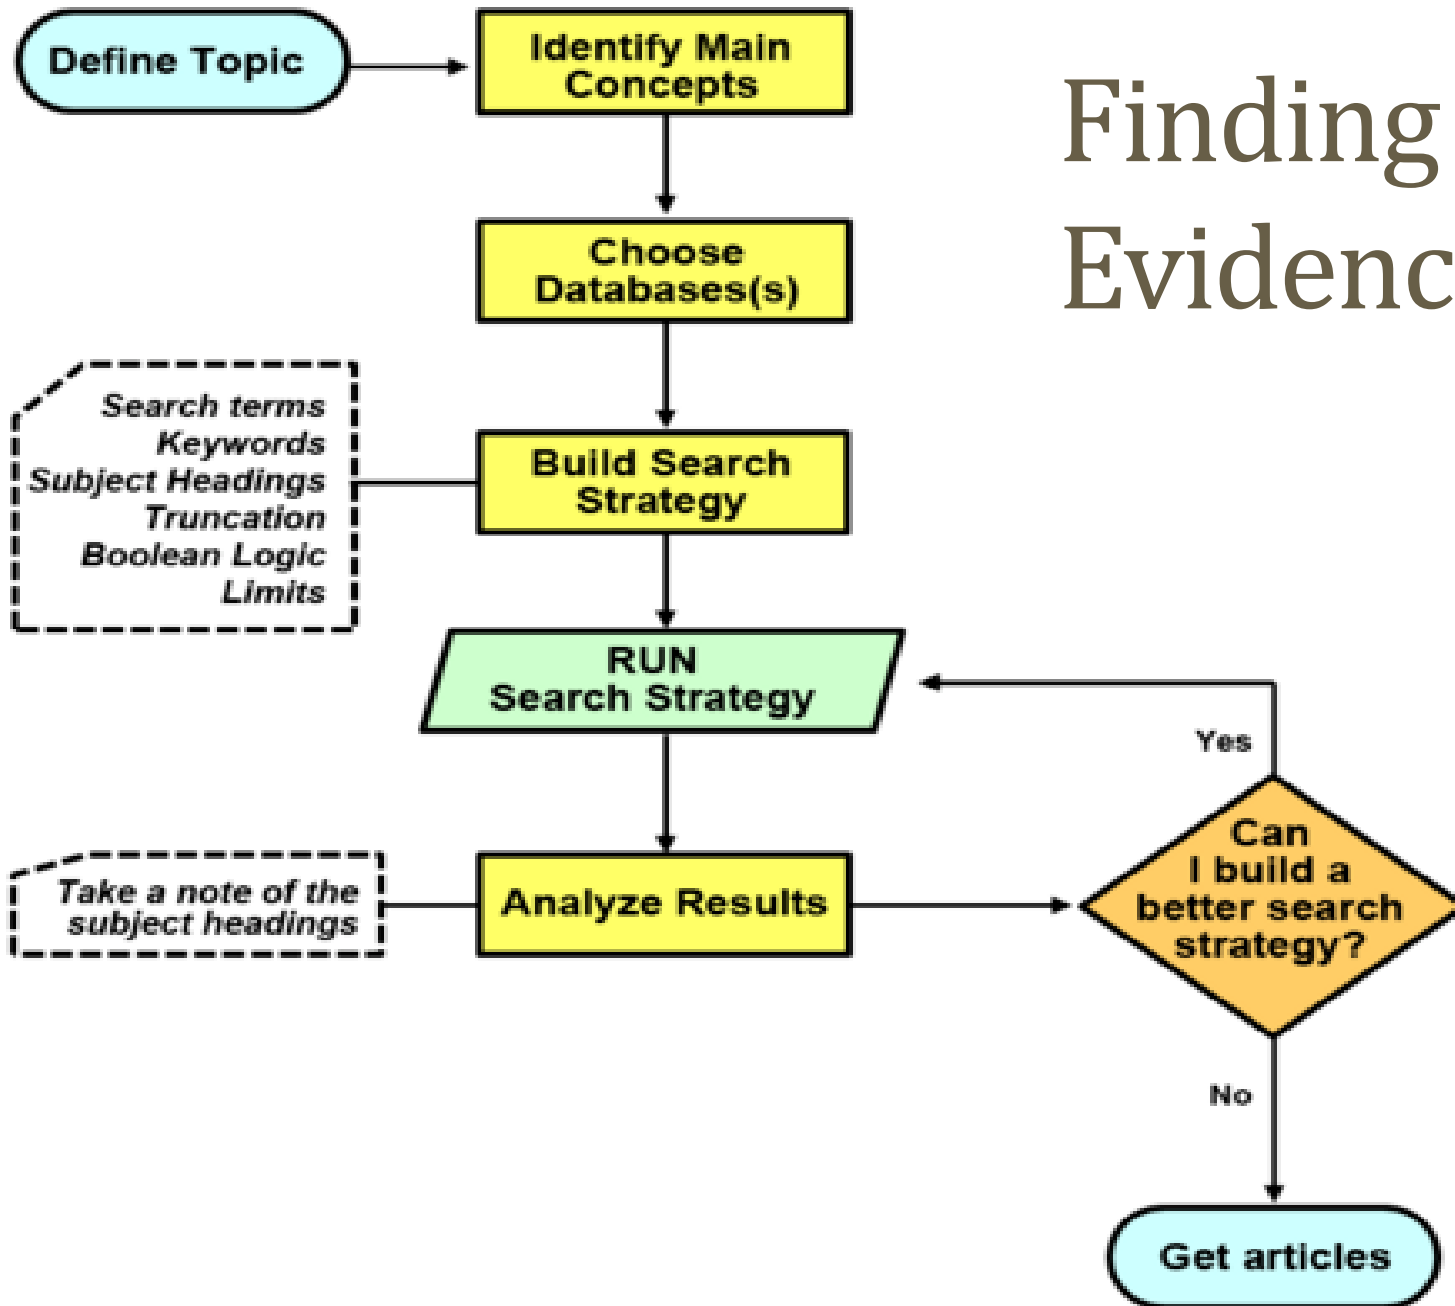 Define Topic
Identify Main
Concepts
Finding
Evidenc
Choose
Databases(s)
Search terms
Keywords
Subject Headings
Truncation
Boolean Logic
Limits
Build Search
Strategy
RUN
Search Strategy
Yes
Take a note of the
subject headings
Analyze Results
Can
I build a
better search
strategy?
No
Get articles